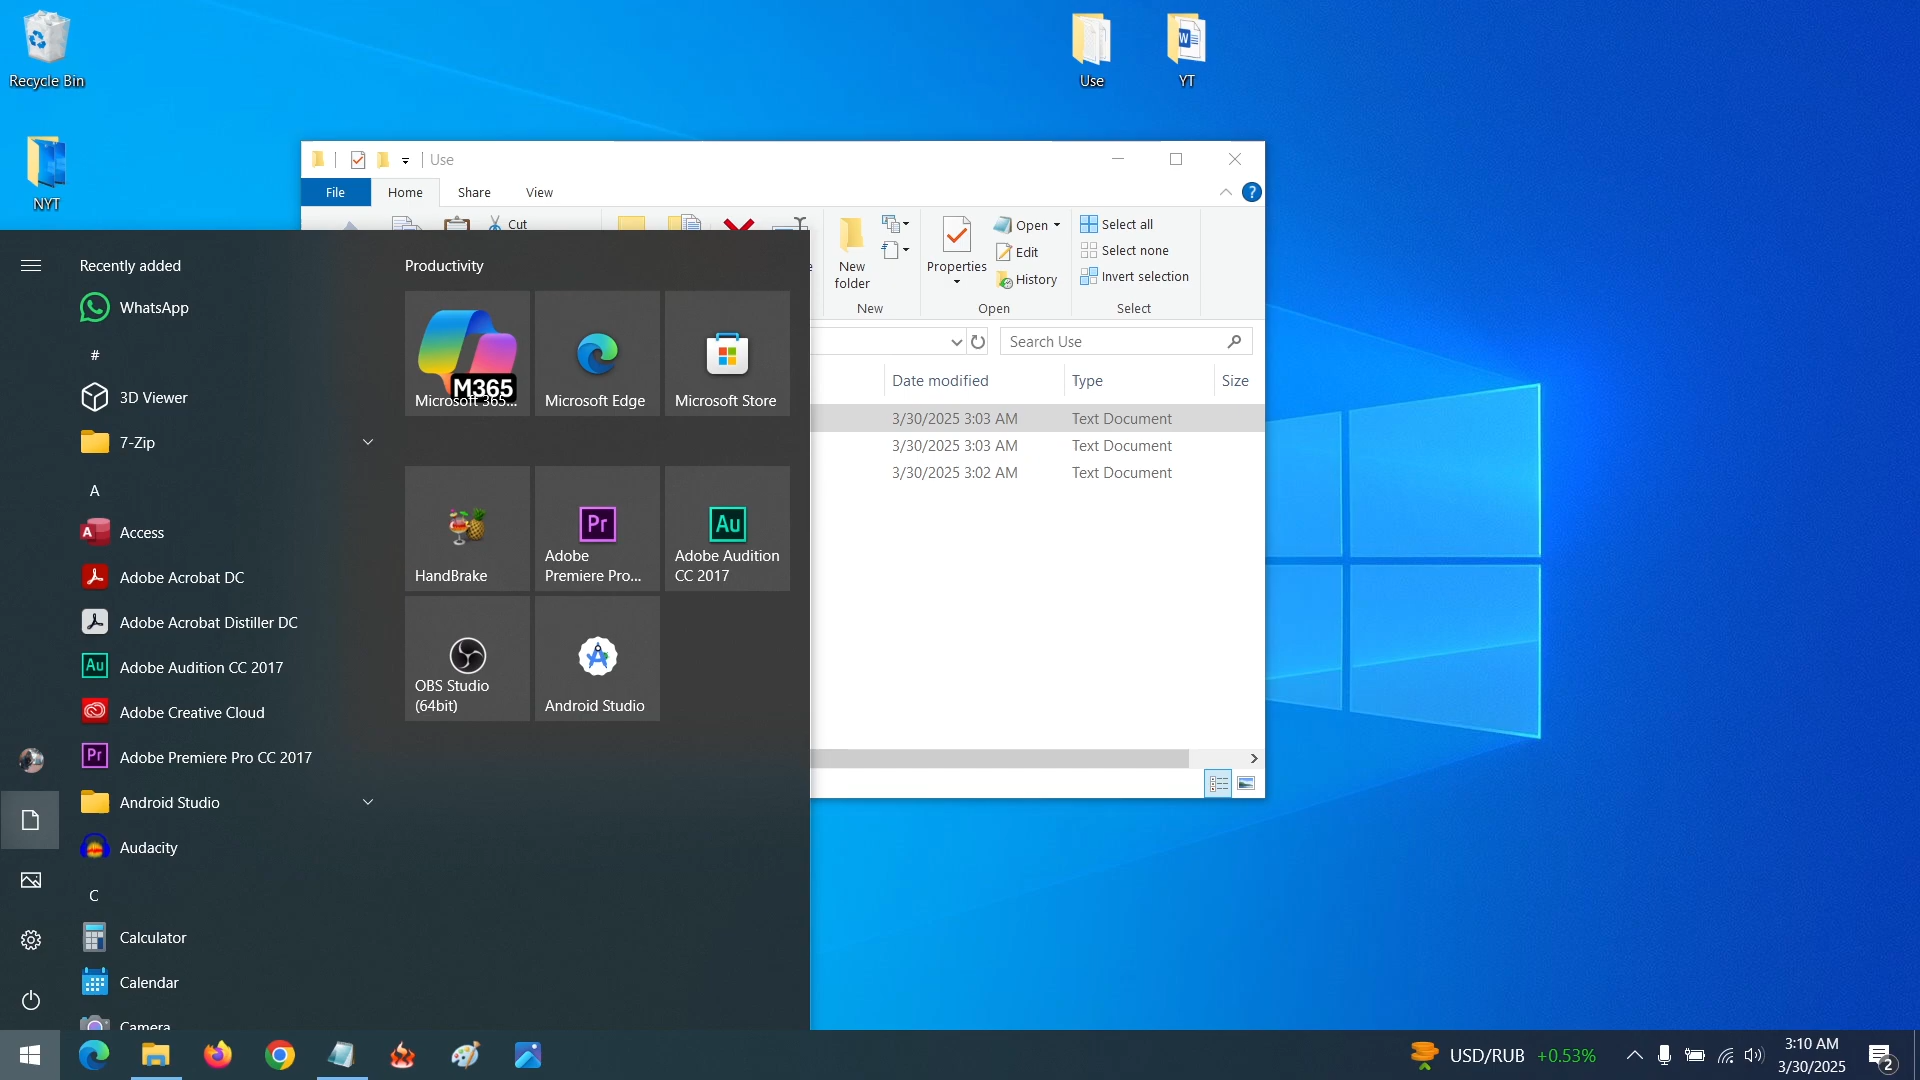 Recycle Bin
Use
YT
NYT
Use
File
Home
Share
View
Cut
New
folder
New
Properties
Open
Edit
History
Open
Select all
Select none
Invert selection
Select
Search Use
Date modified
Type
Size
3/30/2025 3:03 AM
Text Document
3/30/2025 3:03 AM
Text Document
3/30/2025 3:02 AM
Text Document
Recently added
WhatsApp
#
3D Viewer
7-Zip
A
Access
Adobe Acrobat DC
Adobe Acrobat Distiller DC
Adobe Audition CC 2017
Adobe Creative Cloud
Adobe Premiere Pro CC 2017
Android Studio
Audacity
C
Calculator
Calendar
Camera
Productivity
M365
Microsoft 365...
Microsoft Edge
Microsoft Store
HandBrake
Adobe
Premiere Pro...
Adobe Audition
CC 2017
OBS Studio
(64bit)
Android Studio
USD/RUB +0.53%
3:10 AM
3/30/2025
2